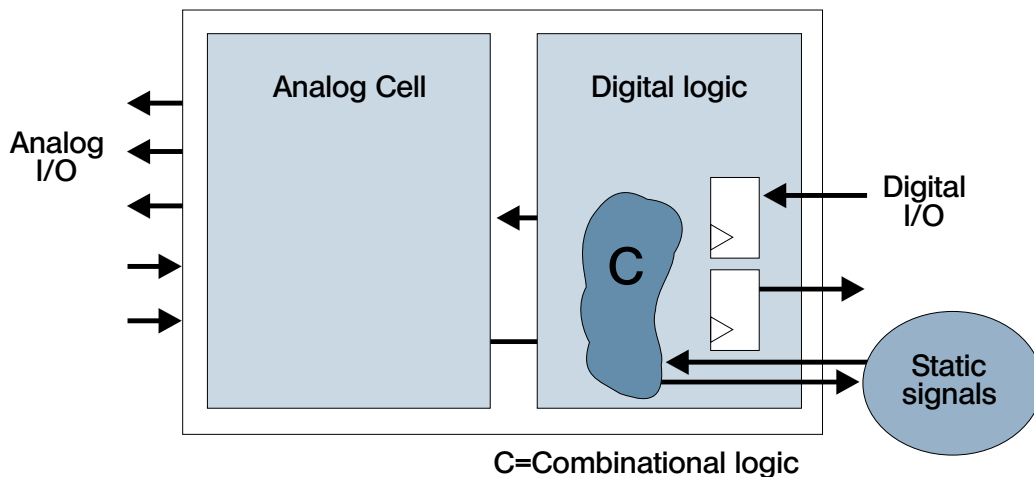 Analog Cell
Digital logic
Analog
I/O
Digital
I/O
C
Static
signals
C=Combinational logic